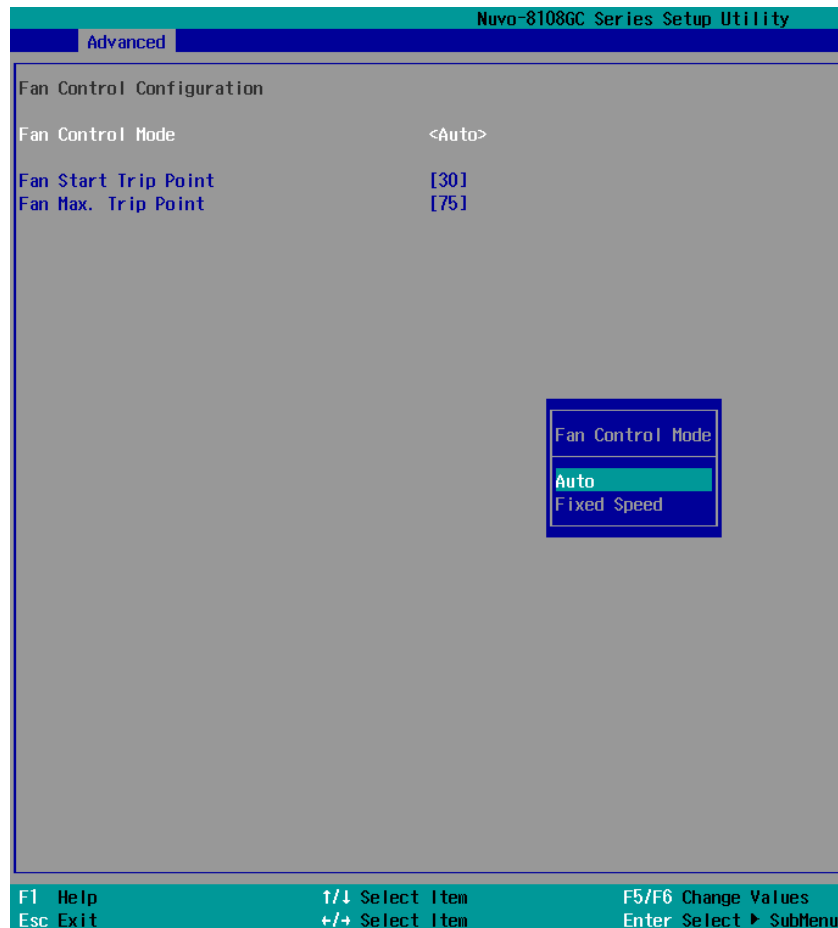 Nuvo-8108GC Series Setup Utility
Advanced
Fan Control Configuration
Fan Control Mode <Auto>
Fan Start Trip Point [30]
Fan Max. Trip Point [75]
Fan Control Mode
Auto
Fixed Speed
F1 Help ↑/↓ Select Item F5/F6 Change Values
Esc Exit ←/→ Select Item Enter Select ▶ SubMenu